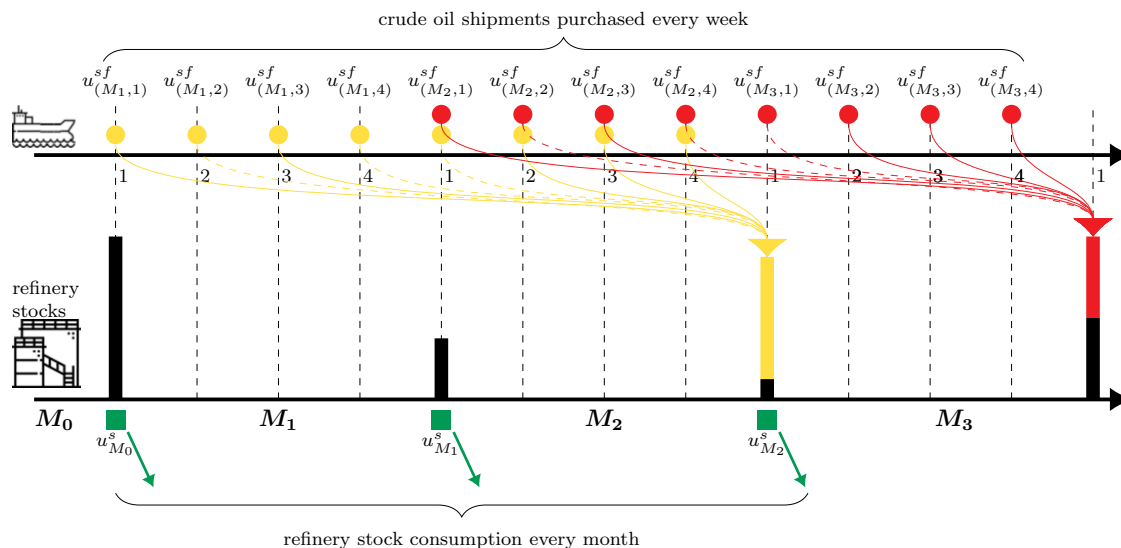 crude oil shipments purchased every week
$u^{sf}_{(M_1,1)}$ $u^{sf}_{(M_1,2)}$ $u^{sf}_{(M_1,3)}$ $u^{sf}_{(M_1,4)}$ $u^{sf}_{(M_2,1)}$ $u^{sf}_{(M_2,2)}$ $u^{sf}_{(M_2,3)}$ $u^{sf}_{(M_2,4)}$ $u^{sf}_{(M_3,1)}$ $u^{sf}_{(M_3,2)}$ $u^{sf}_{(M_3,3)}$ $u^{sf}_{(M_3,4)}$
1 2 3 4 1 2 3 4 1 2 3 4 1
refinery
stocks
$M_0$ $M_1$ $M_2$ $M_3$
$u^s_{M_0}$ $u^s_{M_1}$ $u^s_{M_2}$
refinery stock consumption every month